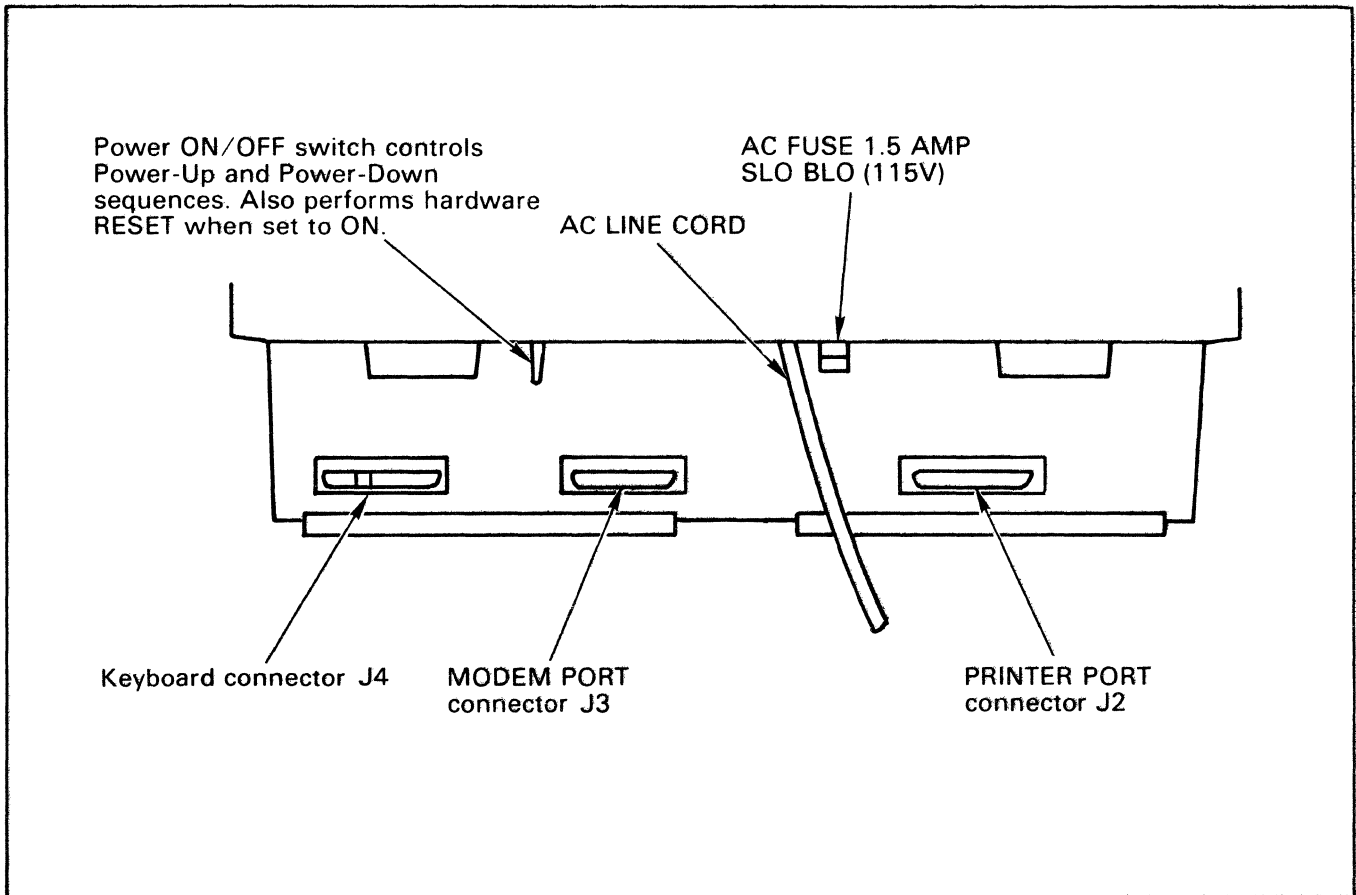 Power ON/OFF switch controls
Power-Up and Power-Down
sequences. Also performs hardware
RESET when set to ON.
AC LINE CORD
AC FUSE 1.5 AMP
SLO BLO (115V)
Keyboard connector J4
MODEM PORT
connector J3
PRINTER PORT
connector J2